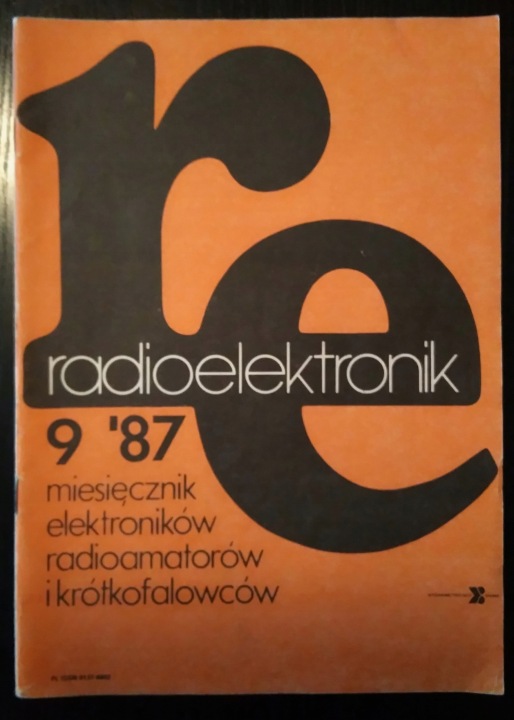 re
radioelektronik
9 '87
miesięcznik
elektroników
radioamatorów
i krótkofalowców